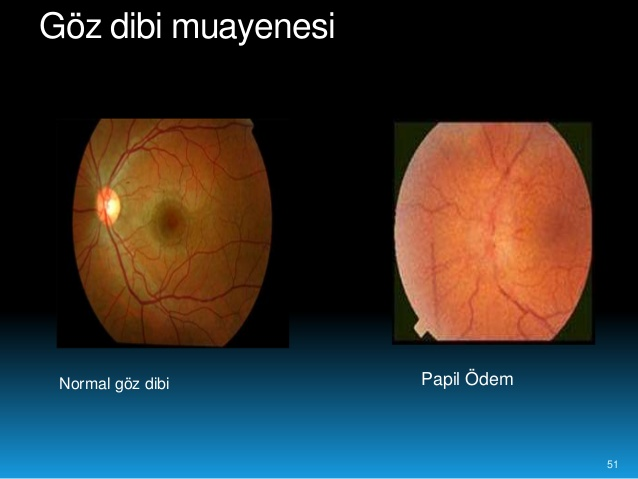 Göz dibi muayenesi
Normal göz dibi
Papil Ödem
51